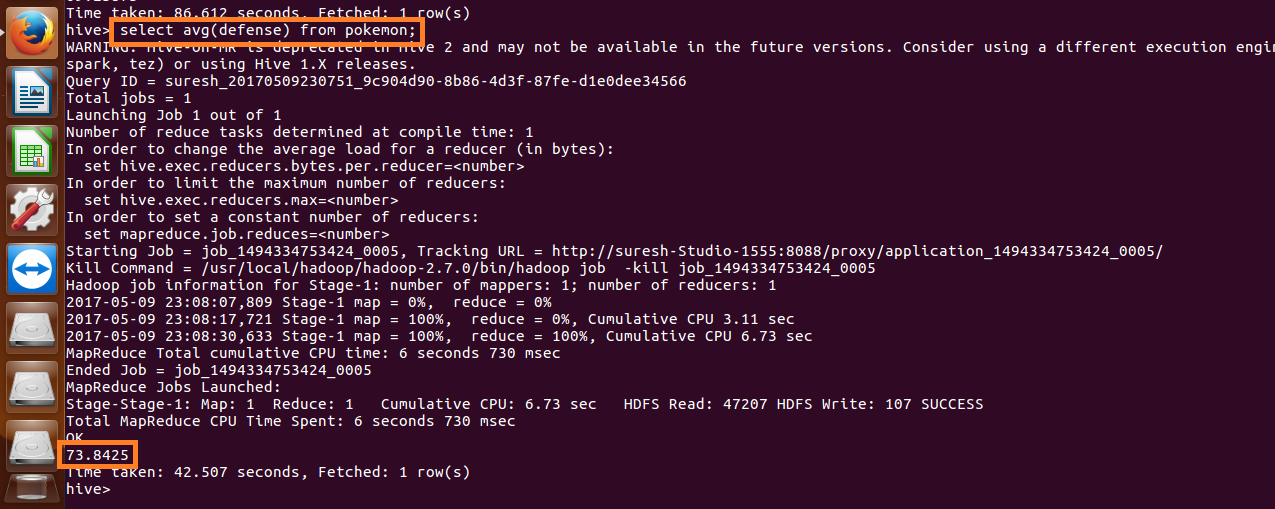 Time taken: 86.612 seconds, Fetched: 1 row(s)
hive> select avg(defense) from pokemon;
WARNING: Hive-on-MR is deprecated in Hive 2 and may not be available in the future versions. Consider using a different execution engin
spark, tez) or using Hive 1.X releases.
Query ID = suresh_20170509230751_9c904d90-8b86-4d3f-87fe-d1e0dee34566
Total jobs = 1
Launching Job 1 out of 1
Number of reduce tasks determined at compile time: 1
In order to change the average load for a reducer (in bytes):
  set hive.exec.reducers.bytes.per.reducer=<number>
In order to limit the maximum number of reducers:
  set hive.exec.reducers.max=<number>
In order to set a constant number of reducers:
  set mapreduce.job.reduces=<number>
Starting Job = job_1494334753424_0005, Tracking URL = http://suresh-Studio-1555:8088/proxy/application_1494334753424_0005/
Kill Command = /usr/local/hadoop/hadoop-2.7.0/bin/hadoop job  -kill job_1494334753424_0005
Hadoop job information for Stage-1: number of mappers: 1; number of reducers: 1
2017-05-09 23:08:07,809 Stage-1 map = 0%,  reduce = 0%
2017-05-09 23:08:17,721 Stage-1 map = 100%,  reduce = 0%, Cumulative CPU 3.11 sec
2017-05-09 23:08:30,633 Stage-1 map = 100%,  reduce = 100%, Cumulative CPU 6.73 sec
MapReduce Total cumulative CPU time: 6 seconds 730 msec
Ended Job = job_1494334753424_0005
MapReduce Jobs Launched:
Stage-Stage-1: Map: 1  Reduce: 1   Cumulative CPU: 6.73 sec   HDFS Read: 47207 HDFS Write: 107 SUCCESS
Total MapReduce CPU Time Spent: 6 seconds 730 msec
OK
73.8425
Time taken: 42.507 seconds, Fetched: 1 row(s)
hive>